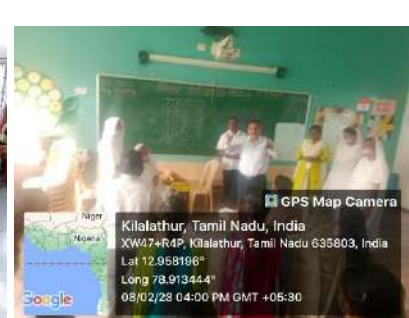 GPS Map Camera
Niger
Nigeria
Google
Kilalathur, Tamil Nadu, India
XW47+R4P, Kilalathur, Tamil Nadu 635803, India
Lat 12.958196°
Long 78.913444°
08/02/23 04:00 PM GMT +05:30